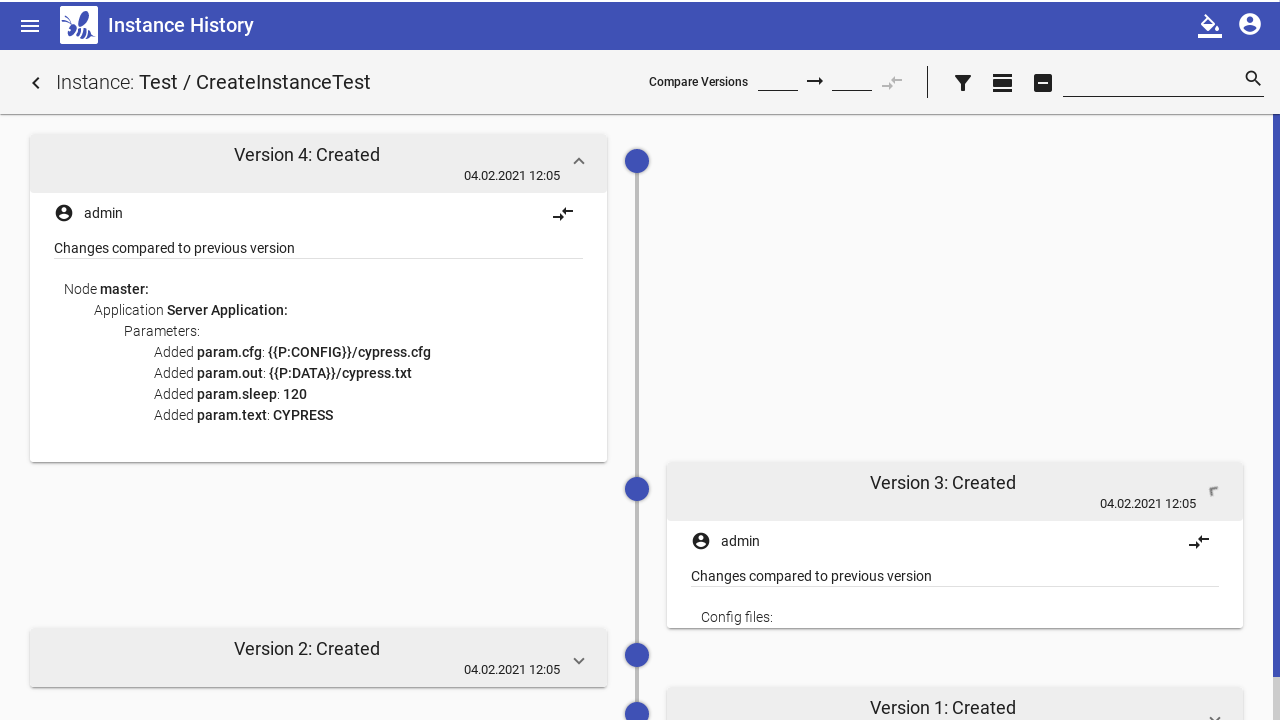 Instance History
Instance: Test / CreateInstanceTest
Compare Versions
Version 4: Created
04.02.2021 12:05
admin
Changes compared to previous version
Node master:
Application Server Application:
Parameters:
Added param.cfg: {{P:CONFIG}}/cypress.cfg
Added param.out: {{P:DATA}}/cypress.txt
Added param.sleep: 120
Added param.text: CYPRESS
Version 3: Created
04.02.2021 12:05
admin
Changes compared to previous version
Config files:
Version 2: Created
04.02.2021 12:05
Version 1: Created